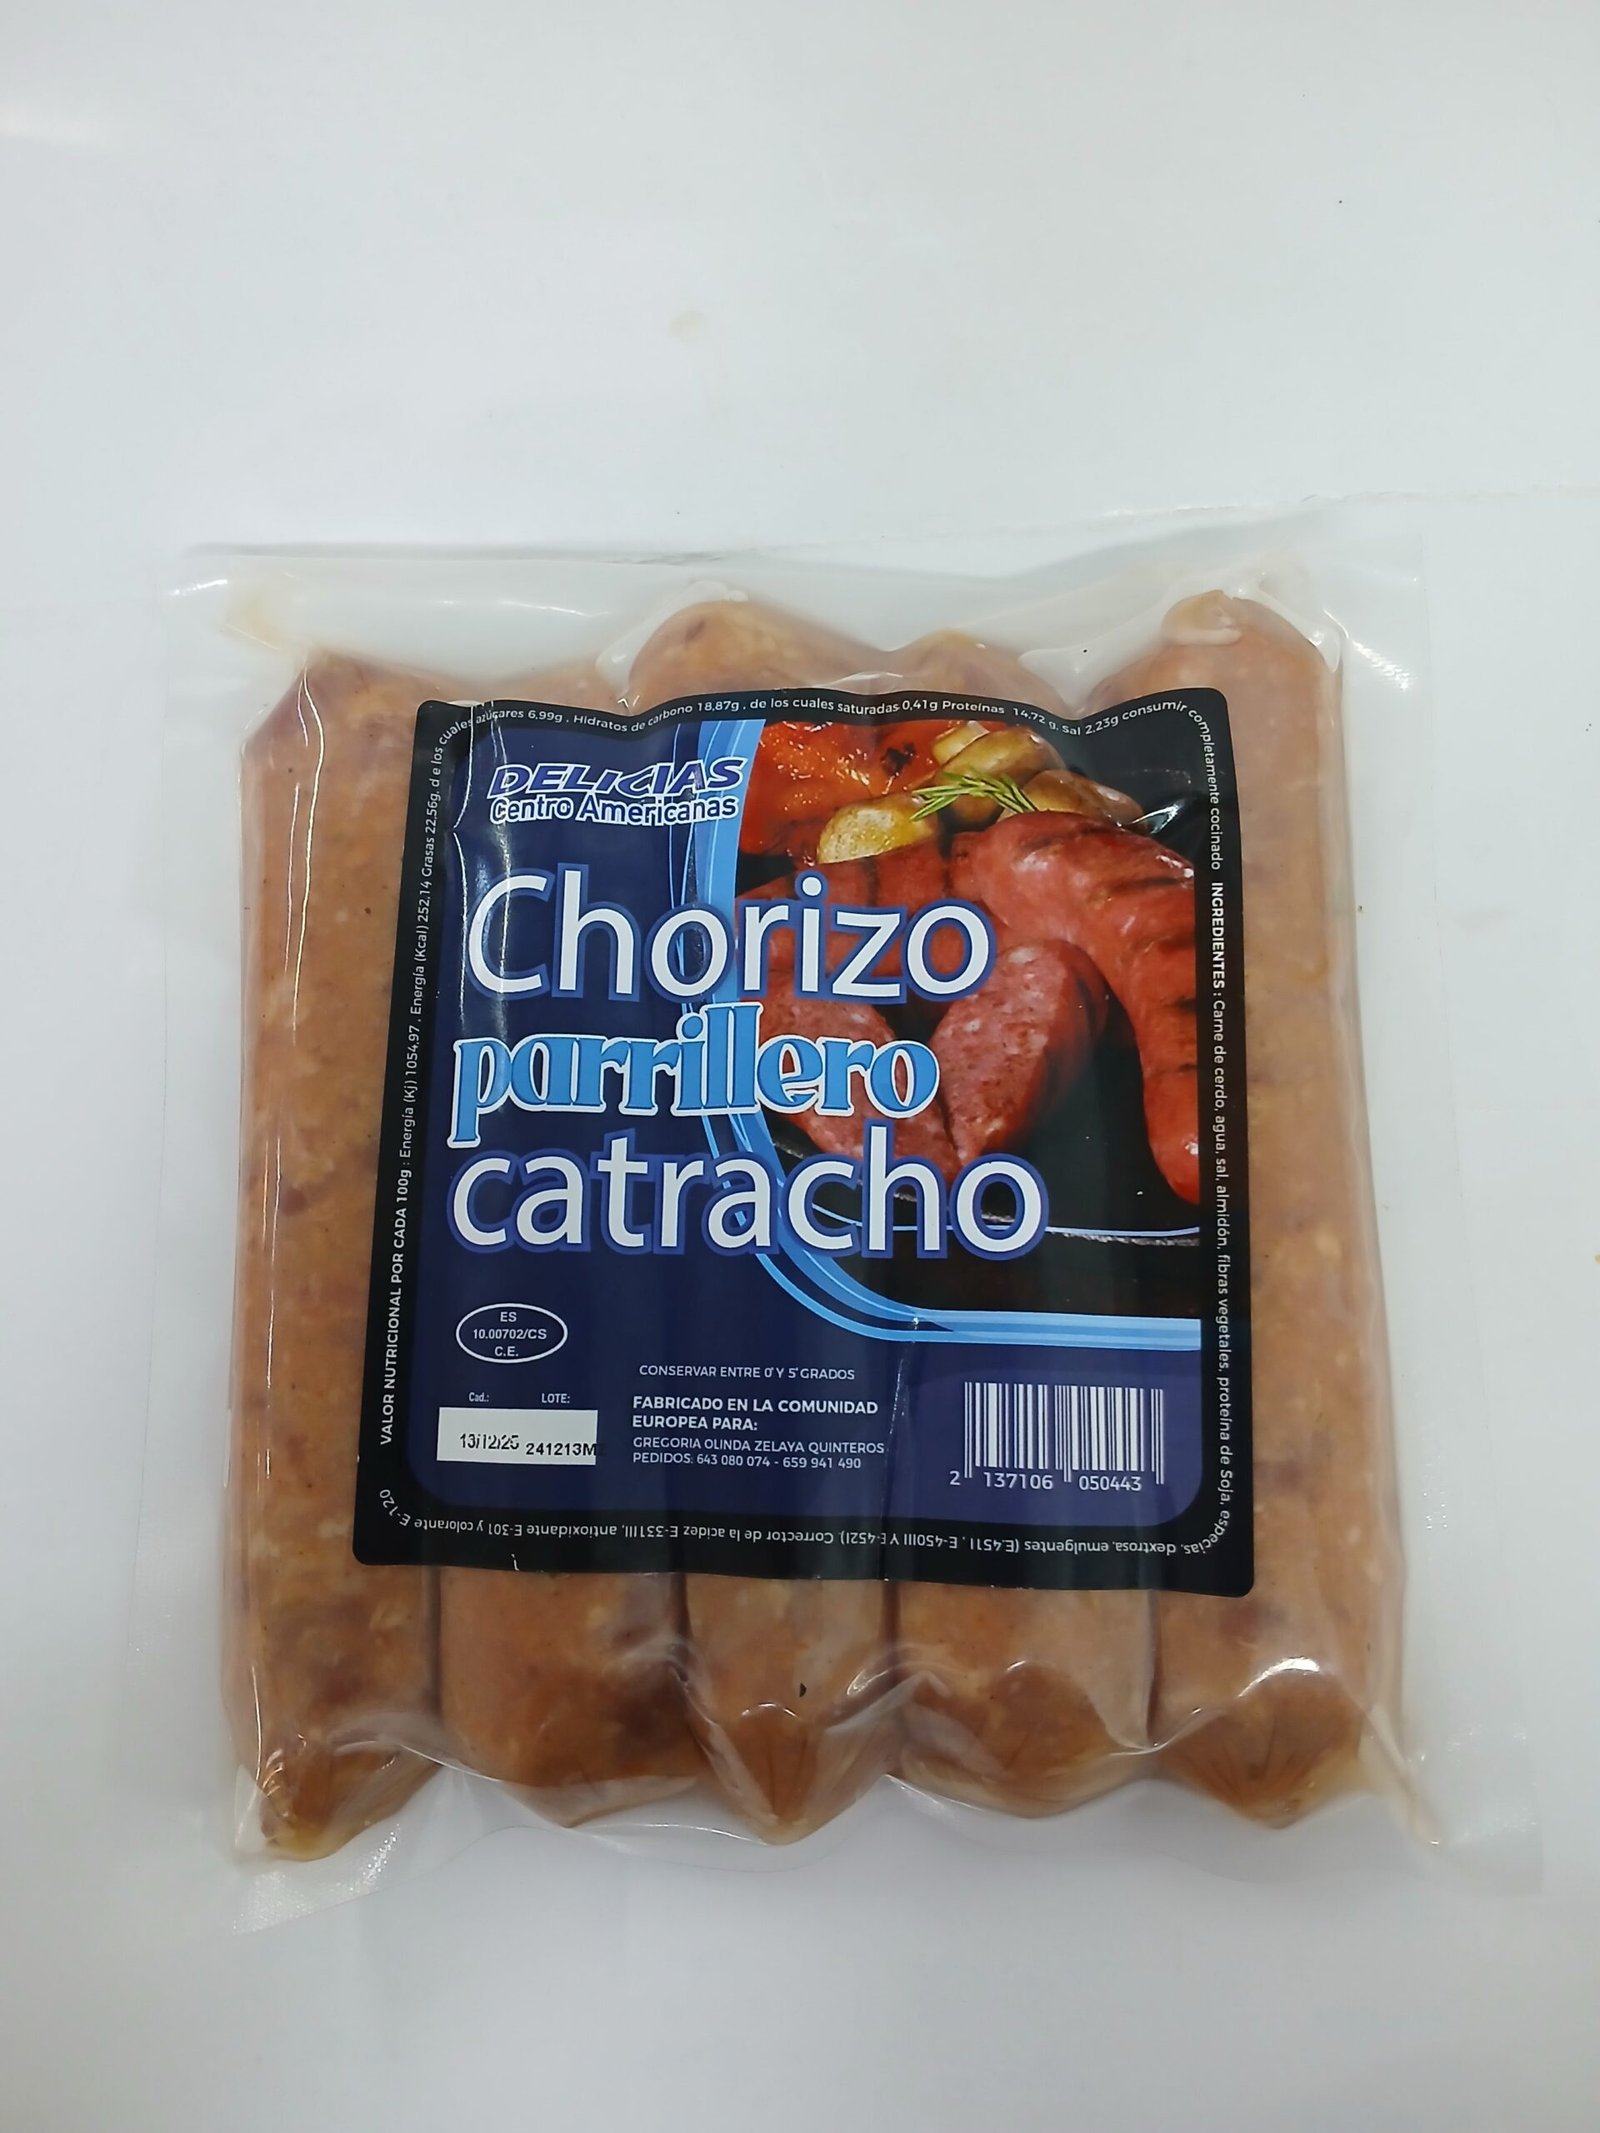 DELICIAS
Centro Americanas
Chorizo
parrillero
catracho
ES
10.00702/CS
C.E.
CONSERVAR ENTRE 0° Y 5° GRADOS
Cad.: LOTE:
13/12/25 241213M
FABRICADO EN LA COMUNIDAD
EUROPEA PARA:
GREGORIA OLINDA ZELAYA QUINTEROS
PEDIDOS: 643 080 074 - 659 941 490
2 137106 050443
VALOR NUTRICIONAL POR CADA 100g : Energía (Kj) 1054,97 , Energía (Kcal) 252,14 Grasas 22,56g, d e los cuales azúcares 6,99g , Hidratos de carbono 18,87g , de los cuales saturadas 0,41g Proteínas 14,72 g, Sal 2,23g consumir completamente cocinado
INGREDIENTES : Carne de cerdo, agua, sal, almidón, fibras vegetales, proteína de Soja, especias, dextrosa, emulgentes (E.451 I , E-450III Y E-452I), Corrector de la acidez E-331III, antioxidante E-301 y colorante E-120